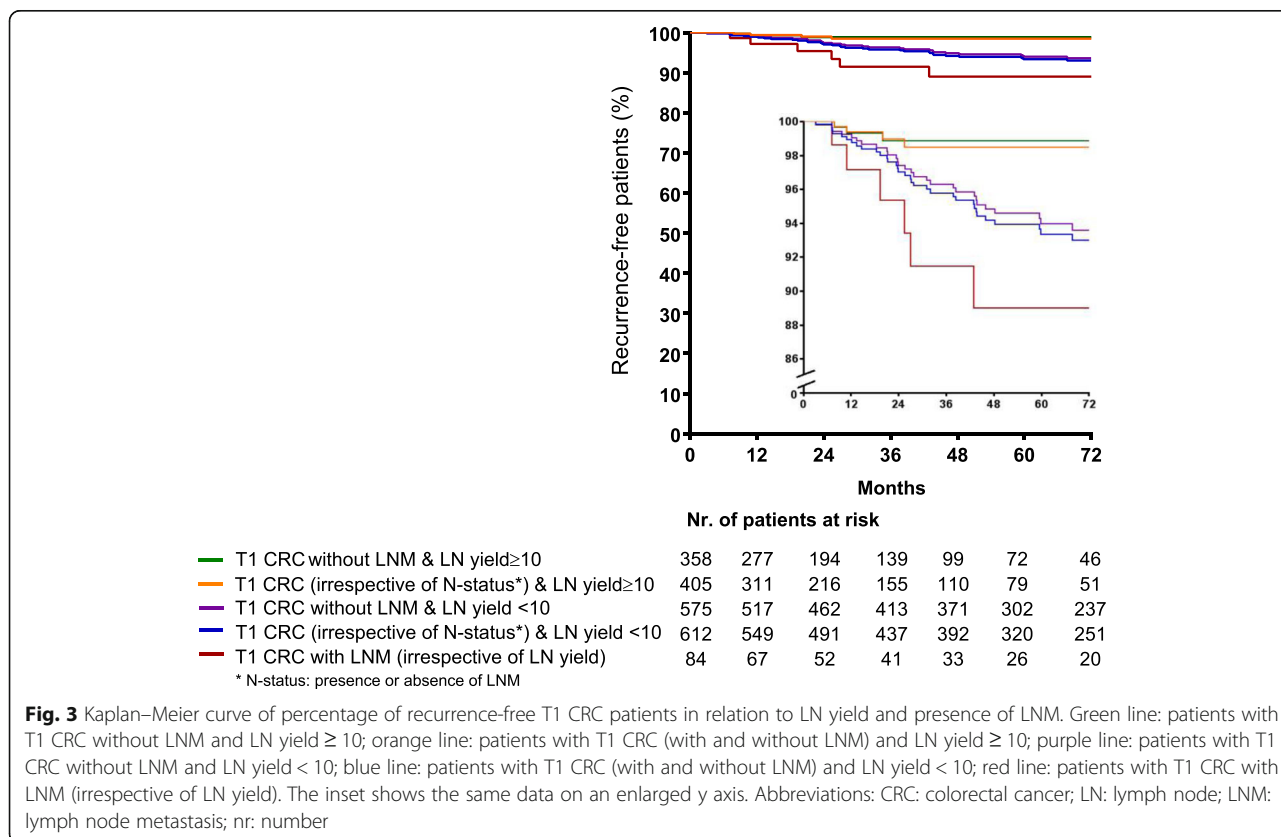 Recurrence-free patients (%)
100
90
80
70
60
50
40
30
20
10
0
100
98
96
94
92
90
88
86
0
0 12 24 36 48 60 72
0 12 24 36 48 60 72
Months
Nr. of patients at risk
T1 CRC without LNM & LN yield≥10 358 277 194 139 99 72 46
T1 CRC (irrespective of N-status*) & LN yield≥10 405 311 216 155 110 79 51
T1 CRC without LNM & LN yield <10 575 517 462 413 371 302 237
T1 CRC (irrespective of N-status*) & LN yield <10 612 549 491 437 392 320 251
T1 CRC with LNM (irrespective of LN yield) 84 67 52 41 33 26 20
* N-status: presence or absence of LNM
Fig. 3 Kaplan–Meier curve of percentage of recurrence-free T1 CRC patients in relation to LN yield and presence of LNM. Green line: patients with
T1 CRC without LNM and LN yield ≥ 10; orange line: patients with T1 CRC (with and without LNM) and LN yield ≥ 10; purple line: patients with T1
CRC without LNM and LN yield < 10; blue line: patients with T1 CRC (with and without LNM) and LN yield < 10; red line: patients with T1 CRC with
LNM (irrespective of LN yield). The inset shows the same data on an enlarged y axis. Abbreviations: CRC: colorectal cancer; LN: lymph node; LNM:
lymph node metastasis; nr: number